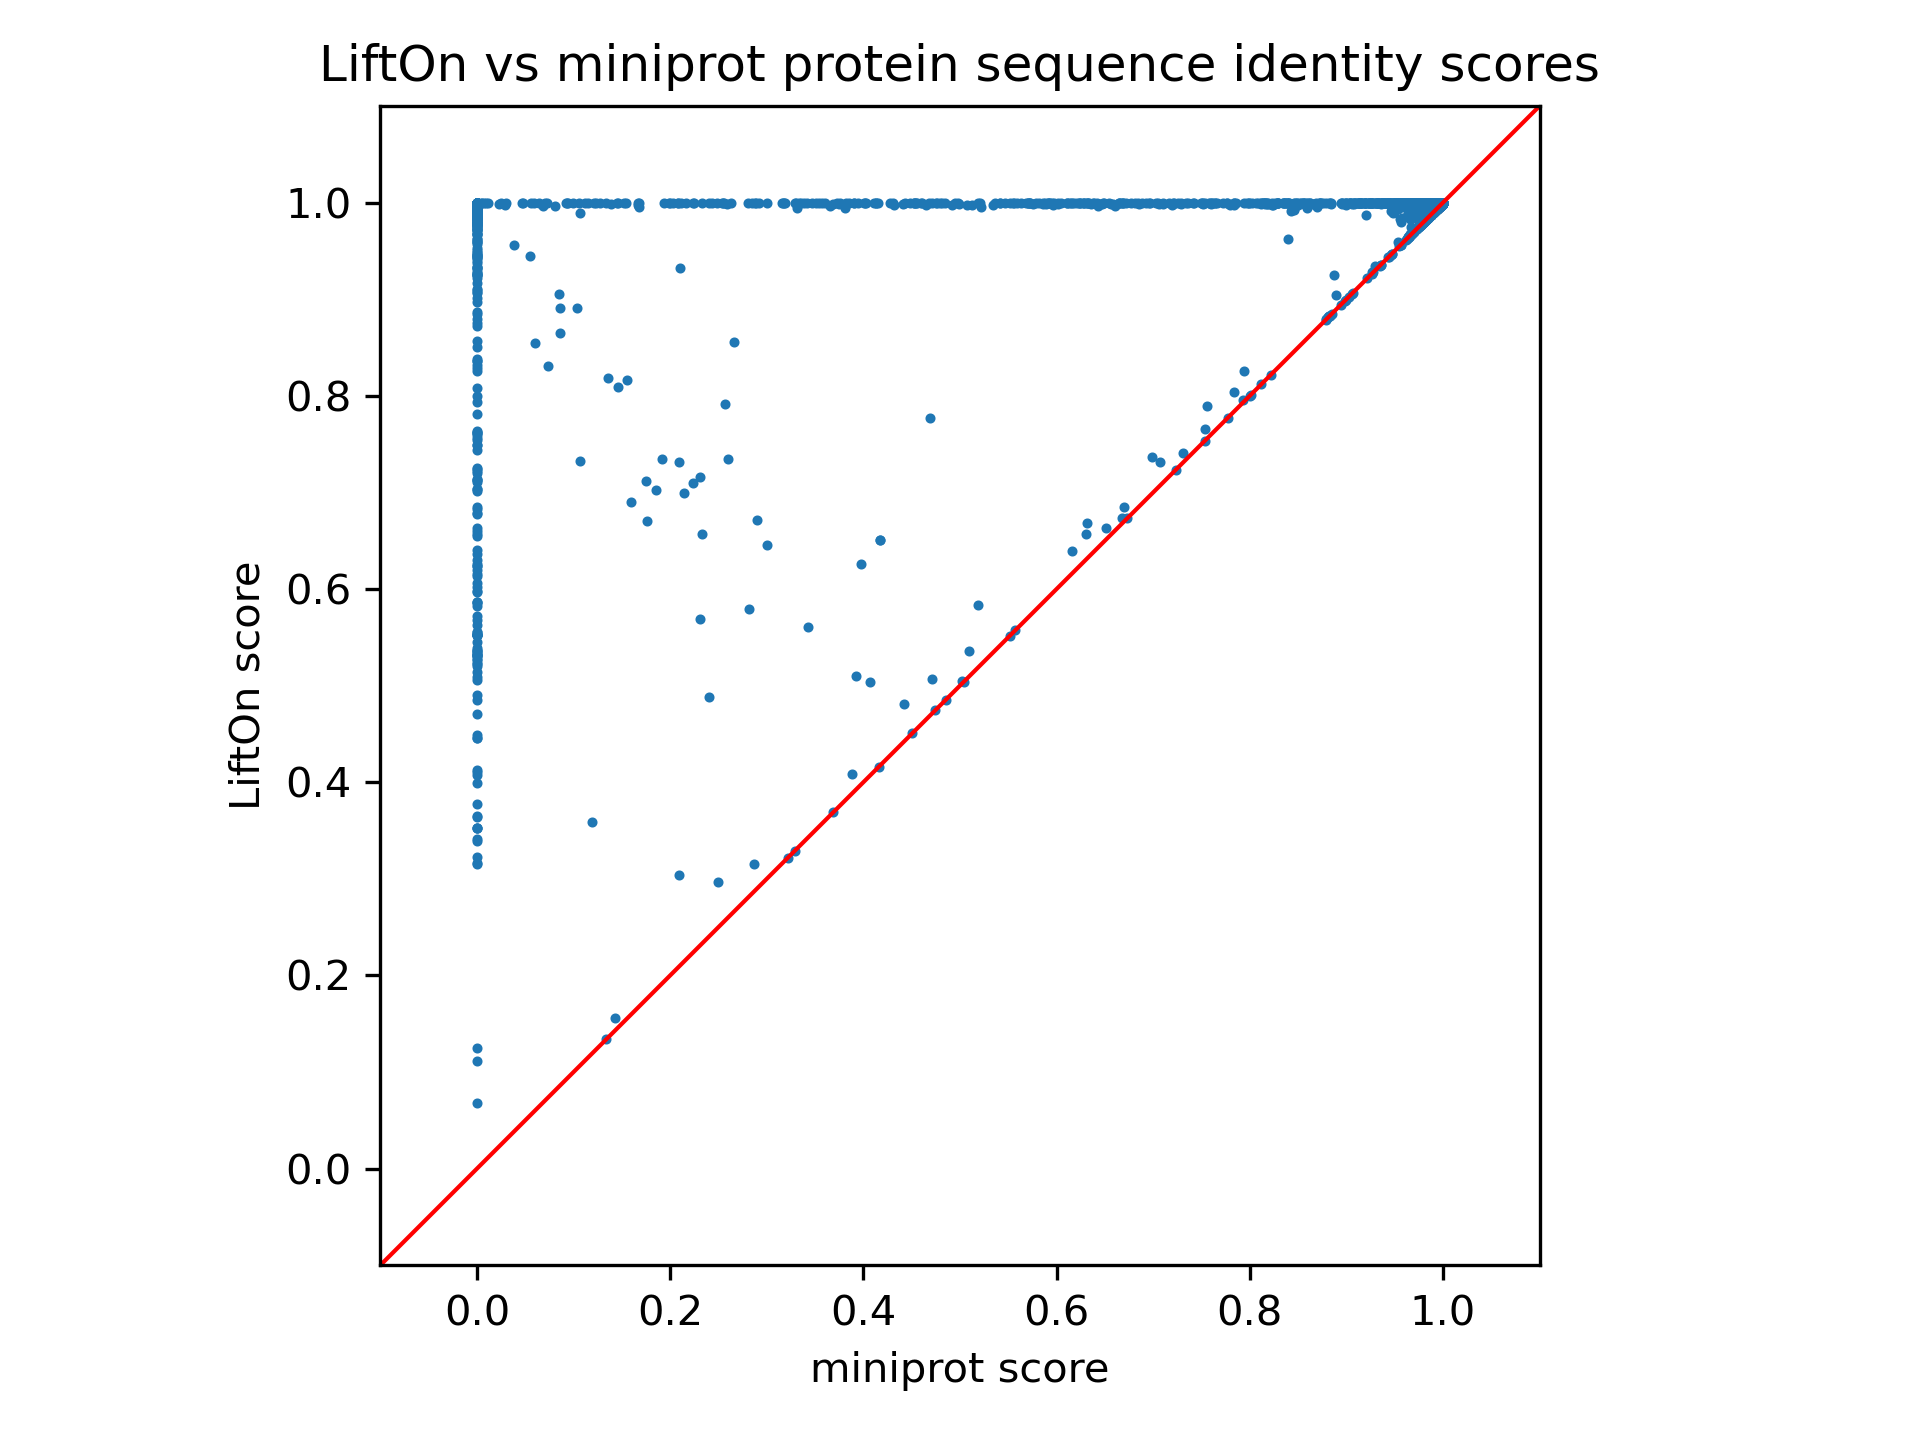 LiftOn vs miniprot protein sequence identity scores
1.0
0.8
0.6
0.4
0.2
0.0
LiftOn score
0.0 0.2 0.4 0.6 0.8 1.0
miniprot score